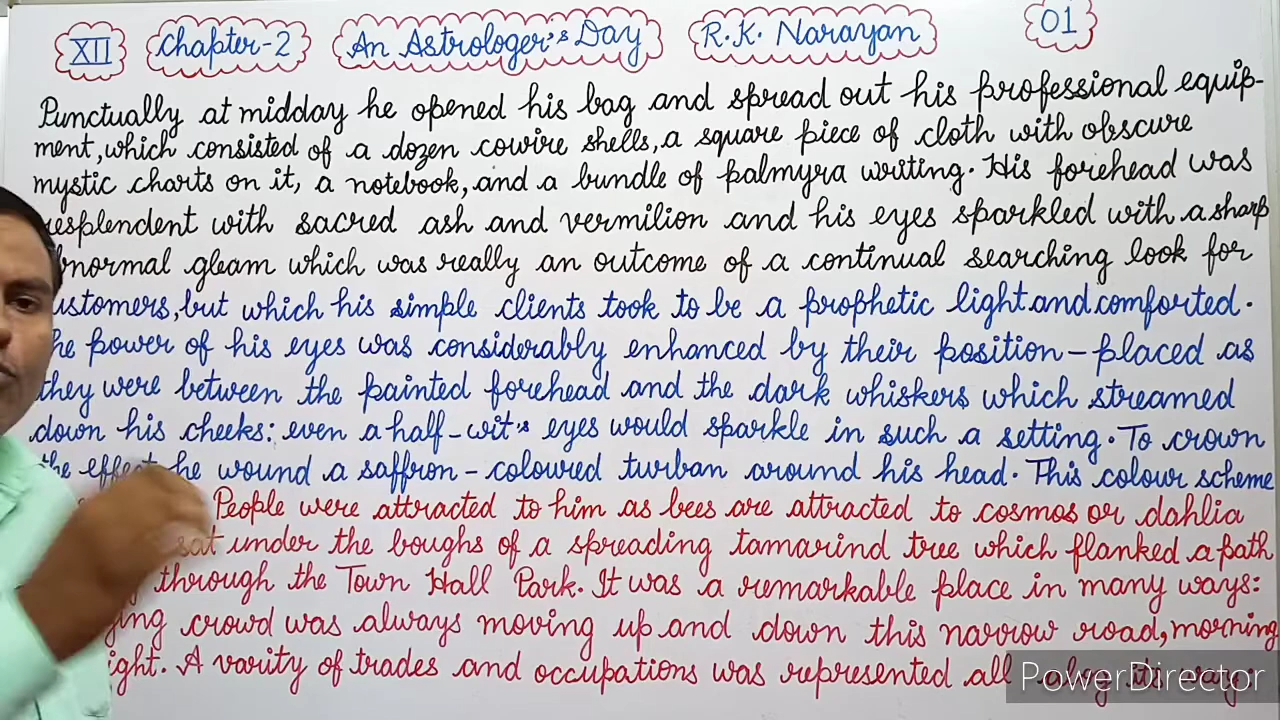 XII Chapter-2 An Astrologer's Day R.K. Narayan 01
Punctually at midday he opened his bag and spread out his professional equip-
ment, which consisted of a dozen cowire shells, a square piece of cloth with obscure
mystic charts on it, a notebook, and a bundle of palmyra writing. His forehead was
resplendent with sacred ash and vermilion and his eyes sparkled with a sharp
bnormal gleam which was really an outcome of a continual searching look for
ustomers, but which his simple clients took to be a prophetic light and comforted.
he power of his eyes was considerably enhanced by their position – placed as
they were between the painted forehead and the dark whiskers which streamed
down his cheeks: even a half-wit's eyes would sparkle in such a setting. To crown
the effect he wound a saffron-coloured turban around his head. This colour scheme
People were attracted to him as bees are attracted to cosmos or dahlia
sat under the boughs of a spreading tamarind tree which flanked a path
through the Town Hall Park. It was a remarkable place in many ways:
ging crowd was always moving up and down this narrow road, morning
ight. A varity of trades and occupations was represented all along its way
PowerDirector